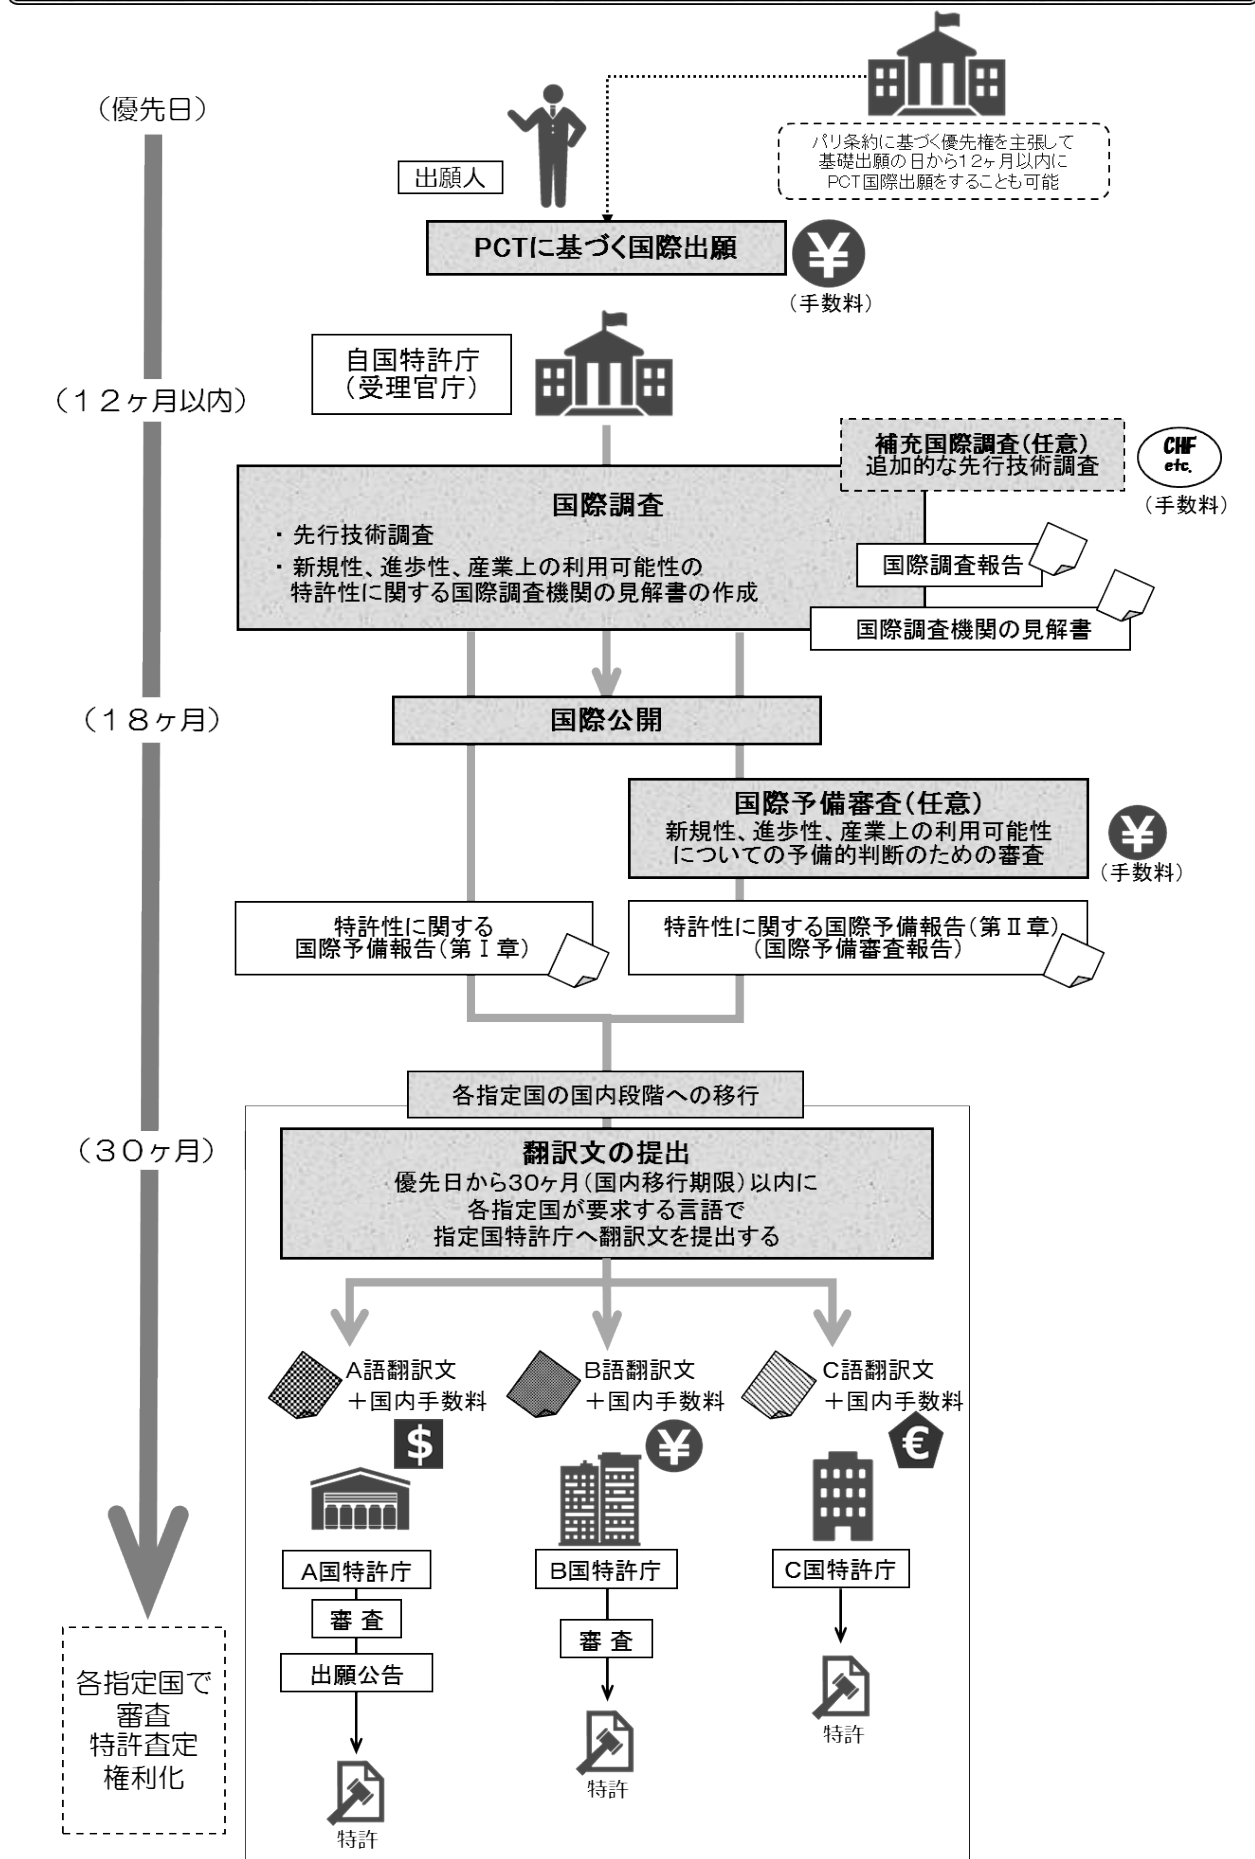 (優先日)
パリ条約に基づく優先権を主張して
基礎出願の日から12ヶ月以内に
PCT国際出願をすることも可能
出願人
PCTに基づく国際出願
¥
(手数料)
自国特許庁
(受理官庁)
(12ヶ月以内)
補充国際調査(任意)
追加的な先行技術調査
CHF
etc.
(手数料)
国際調査
・先行技術調査
・新規性、進歩性、産業上の利用可能性の
特許性に関する国際調査機関の見解書の作成
国際調査報告
国際調査機関の見解書
(18ヶ月)
国際公開
国際予備審査(任意)
新規性、進歩性、産業上の利用可能性
についての予備的判断のための審査
¥
(手数料)
特許性に関する
国際予備報告(第Ⅰ章)
特許性に関する国際予備報告(第Ⅱ章)
(国際予備審査報告)
各指定国の国内段階への移行
(30ヶ月)
翻訳文の提出
優先日から30ヶ月(国内移行期限)以内に
各指定国が要求する言語で
指定国特許庁へ翻訳文を提出する
A語翻訳文
+国内手数料
$
B語翻訳文
+国内手数料
¥
C語翻訳文
+国内手数料
€
A国特許庁
審査
出願公告
特許
B国特許庁
審査
特許
C国特許庁
特許
各指定国で
審査
特許査定
権利化